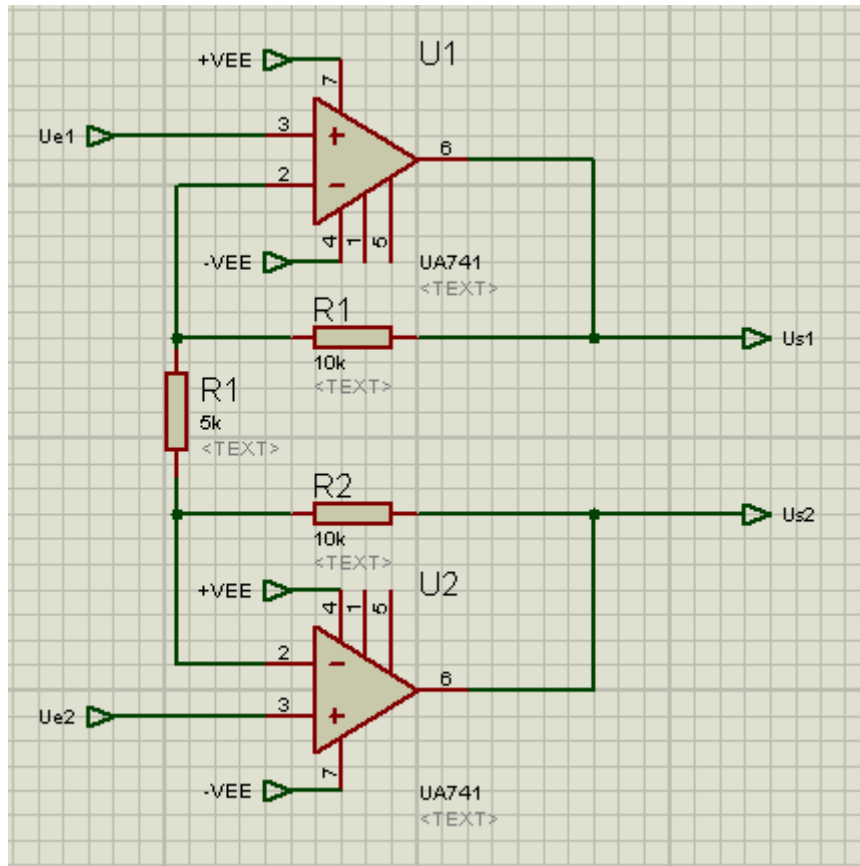 +VEE
U1
7
Ue1
3
+
6
2
-
4
1
5
-VEE
UA741
<TEXT>
R1
10k
<TEXT>
Us1
R1
5k
<TEXT>
R2
10k
<TEXT>
Us2
+VEE
4
1
5
U2
2
-
6
Ue2
3
+
7
-VEE
UA741
<TEXT>